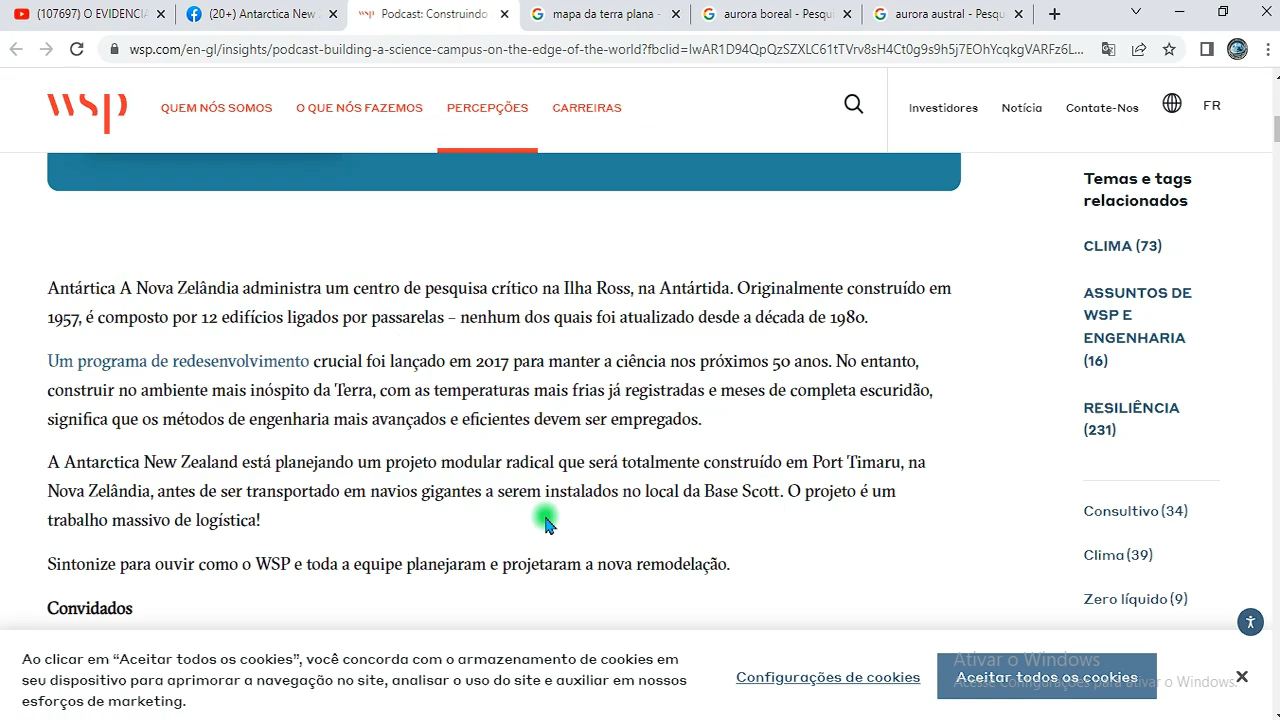 (107697) O EVIDENCIA
(20+) Antarctica New Z
wsp Podcast: Construindo
mapa da terra plana -
aurora boreal - Pesqui
aurora austral - Pesqu
wsp.com/en-gl/insights/podcast-building-a-science-campus-on-the-edge-of-the-world?fbclid=IwAR1D94QpQzSZXLC61tTVrv8sH4Ct0g9s9h5j7EOhYcqkgVARFz6L...
wsp
QUEM NÓS SOMOS
O QUE NÓS FAZEMOS
PERCEPÇÕES
CARREIRAS
Investidores
Notícia
Contate-Nos
FR
Antártica A Nova Zelândia administra um centro de pesquisa crítico na Ilha Ross, na Antártida. Originalmente construído em
1957, é composto por 12 edifícios ligados por passarelas – nenhum dos quais foi atualizado desde a década de 1980.
Um programa de redesenvolvimento crucial foi lançado em 2017 para manter a ciência nos próximos 50 anos. No entanto,
construir no ambiente mais inóspito da Terra, com as temperaturas mais frias já registradas e meses de completa escuridão,
significa que os métodos de engenharia mais avançados e eficientes devem ser empregados.
A Antarctica New Zealand está planejando um projeto modular radical que será totalmente construído em Port Timaru, na
Nova Zelândia, antes de ser transportado em navios gigantes a serem instalados no local da Base Scott. O projeto é um
trabalho massivo de logística!
Sintonize para ouvir como o WSP e toda a equipe planejaram e projetaram a nova remodelação.
Convidados
Temas e tags
relacionados
CLIMA (73)
ASSUNTOS DE
WSP E
ENGENHARIA
(16)
RESILIÊNCIA
(231)
Consultivo (34)
Clima (39)
Zero líquido (9)
Ao clicar em “Aceitar todos os cookies”, você concorda com o armazenamento de cookies em
seu dispositivo para aprimorar a navegação no site, analisar o uso do site e auxiliar em nossos
esforços de marketing.
Configurações de cookies
Aceitar todos os cookies
Ativar o Windows
Acesse Configurações para ativar o Windows.